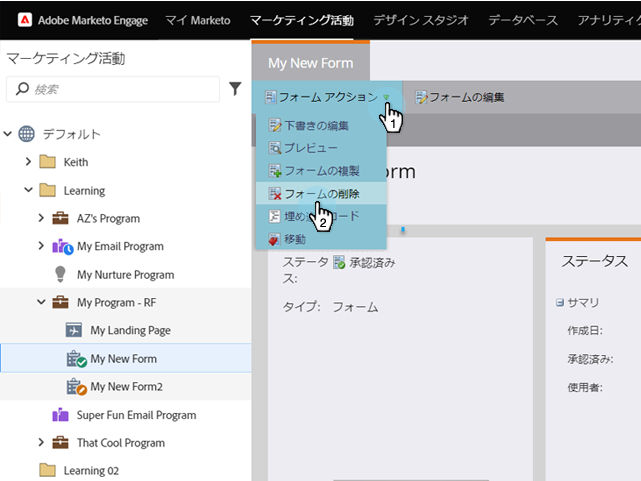 Adobe Marketo Engage マイ Marketo マーケティング活動 デザイン スタジオ データベース アナリティク
マーケティング活動
検索
デフォルト
Keith
Learning
AZ's Program
My Email Program
My Nurture Program
My Program - RF
My Landing Page
My New Form
My New Form2
Super Fun Email Program
That Cool Program
Learning 02
My New Form
フォーム アクション
フォームの編集
1
下書きの編集
プレビュー
フォームの複製
フォームの削除
2
移動
ステータス:
承認済み
タイプ: フォーム
ステータス
サマリ
作成日:
承認済み:
使用者: